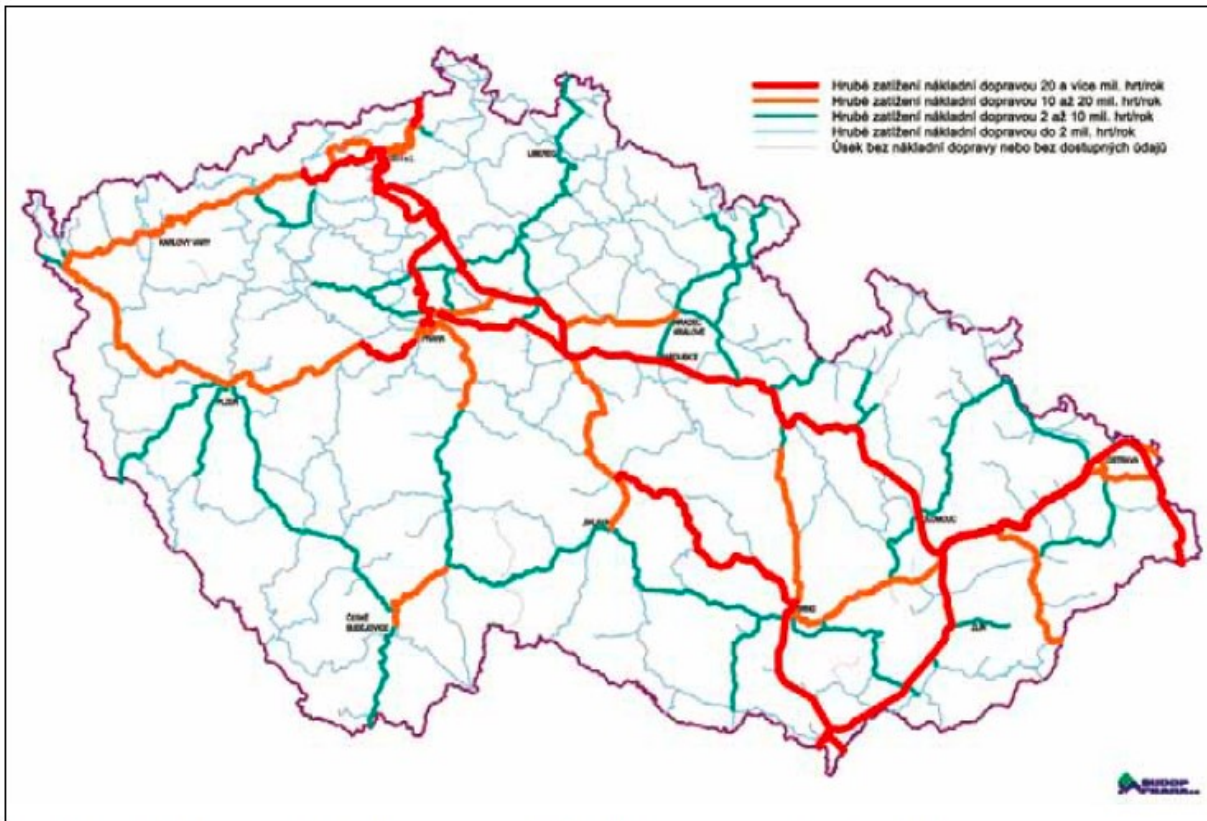 Hrubé zatížení nákladní dopravou 20 a více mil. hrt/rok
Hrubé zatížení nákladní dopravou 10 až 20 mil. hrt/rok
Hrubé zatížení nákladní dopravou 2 až 10 mil. hrt/rok
Hrubé zatížení nákladní dopravou do 2 mil. hrt/rok
Úsek bez nákladní dopravy nebo bez dostupných údajů
LIBEREC
KARLOVY VARY
HRADEC
KRÁLOVÉ
PRAHA
PARDUBICE
PLZEŇ
OSTRAVA
OLOMOUC
JIHLAVA
BRNO
ČESKÉ
BUDĚJOVICE
ZLÍN
SUDOP
PRAHA